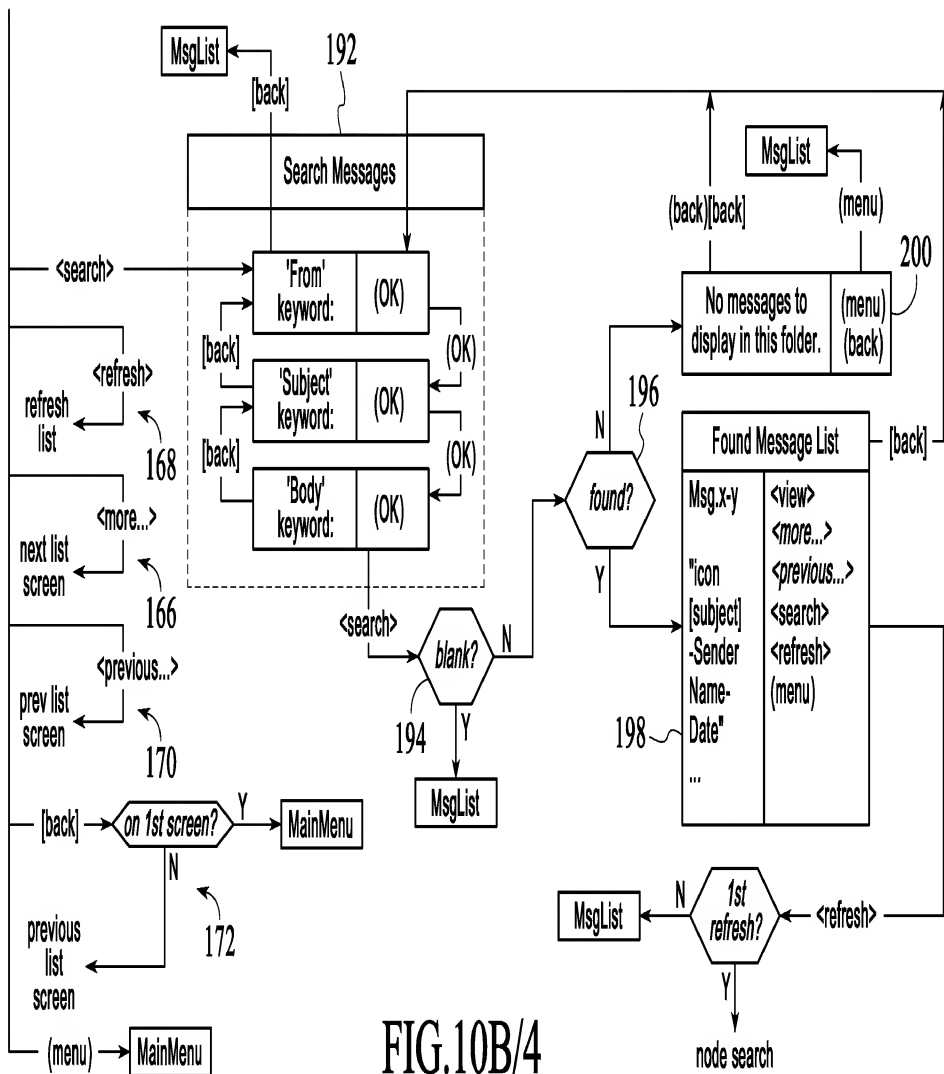 192
MsgList
[back]
Search Messages
MsgList
(back)[back]
(menu)
200
<search>
'From'
keyword:
(OK)
No messages to
display in this folder.
(menu)
(back)
[back]
(OK)
<refresh>
'Subject'
keyword:
(OK)
196
refresh
list
168
N
Found Message List
[back]
[back]
(OK)
'Body'
keyword:
(OK)
found?
Msg.x-y
<view>
<more...>
<more...>
next list
screen
166
Y
"icon
<previous...>
[subject]
<search>
-Sender
<refresh>
Name-
(menu)
Date"
...
198
<search>
blank?
N
<previous...>
prev list
screen
170
194
Y
MsgList
[back]
on 1st screen?
Y
MainMenu
N
172
previous
list
screen
MsgList
N
1st
refresh?
<refresh>
Y
node search
(menu)
MainMenu
FIG.10B/4